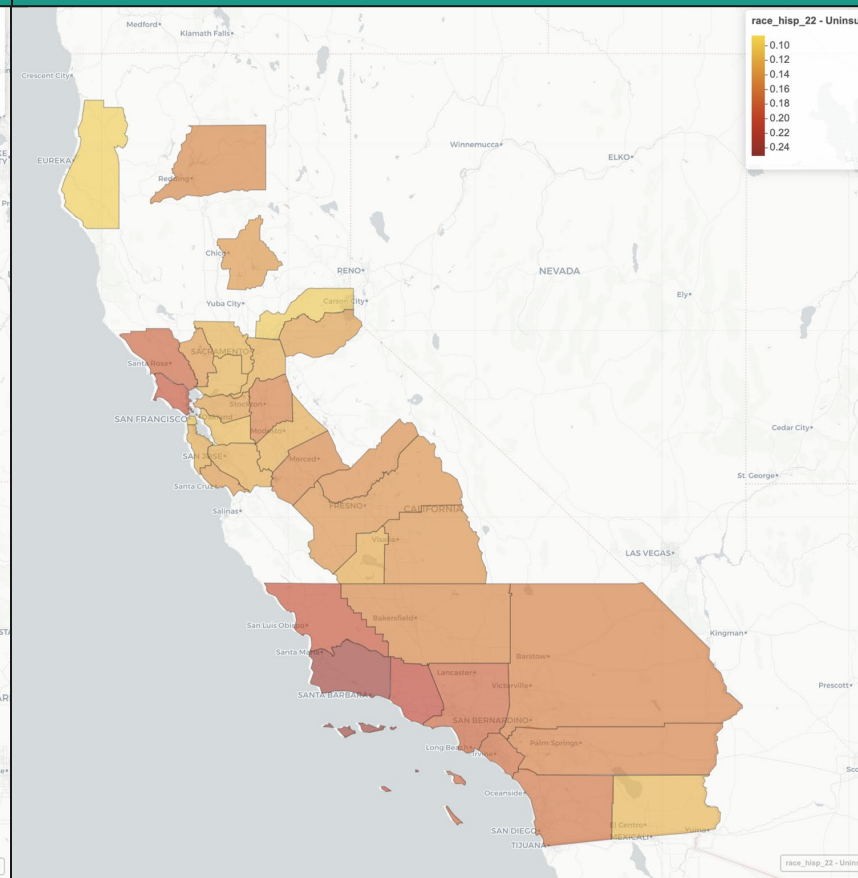 race_hisp_22 - Uninsu
0.10
0.12
0.14
0.16
0.18
0.20
0.22
0.24
Medford
Klamath Falls
Crescent City
Winnemucca
ELKO
EUREKA
Redding
Chico
RENO
NEVADA
Yuba City
Carson City
Ely
SACRAMENTO
Santa Rosa
Stockton
SAN FRANCISCO
Modesto
Cedar City
SAN JOSE
Merced
Santa Cruz
St. George
FRESNO
CALIFORNIA
Salinas
Visalia
LAS VEGAS
Bakersfield
San Luis Obispo
Kingman
Santa Maria
Barstow
Lancaster
Victorville
Prescott
SANTA BARBARA
SAN BERNARDINO
Long Beach
Irvine
Palm Springs
Oceanside
El Centro
SAN DIEGO
MEXICALI
Yuma
TIJUANA
race_hisp_22 - Unins